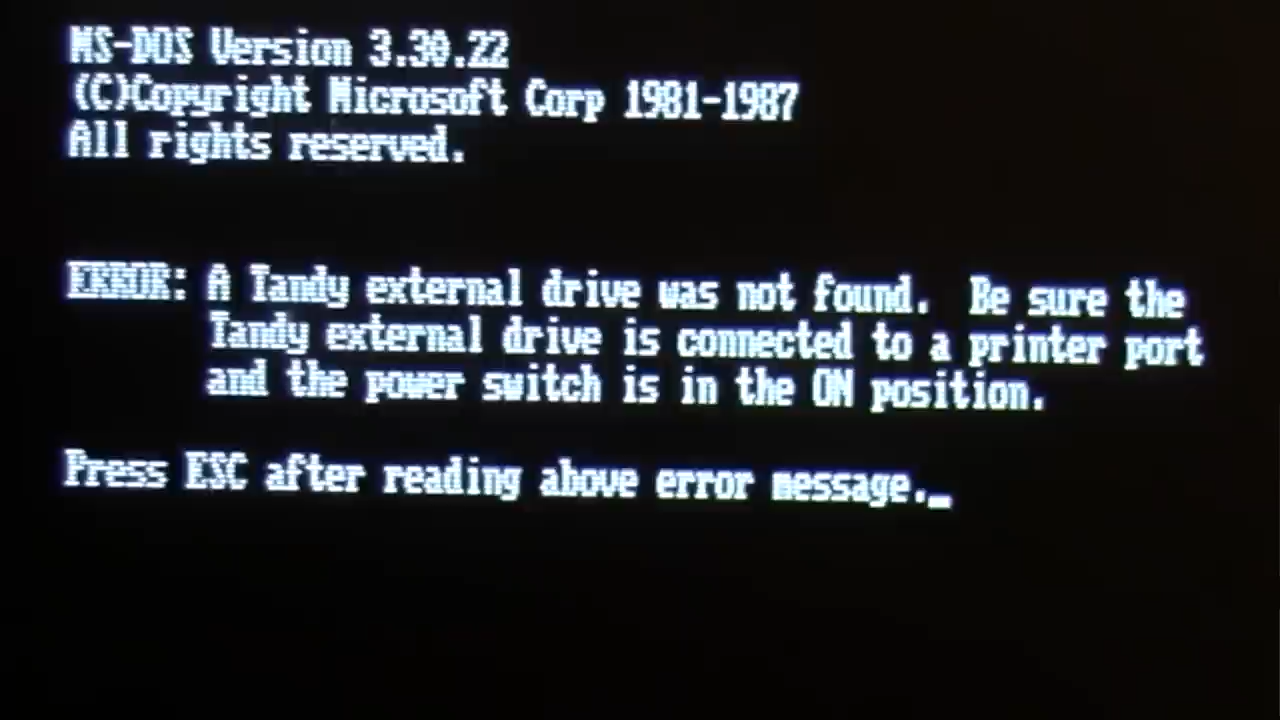 MS-DOS Version 3.30.22
(C)Copyright Microsoft Corp 1981-1987
All rights reserved.
ERROR: A Tandy external drive was not found. Be sure the
Tandy external drive is connected to a printer port
and the power switch is in the ON position.
Press ESC after reading above error message._